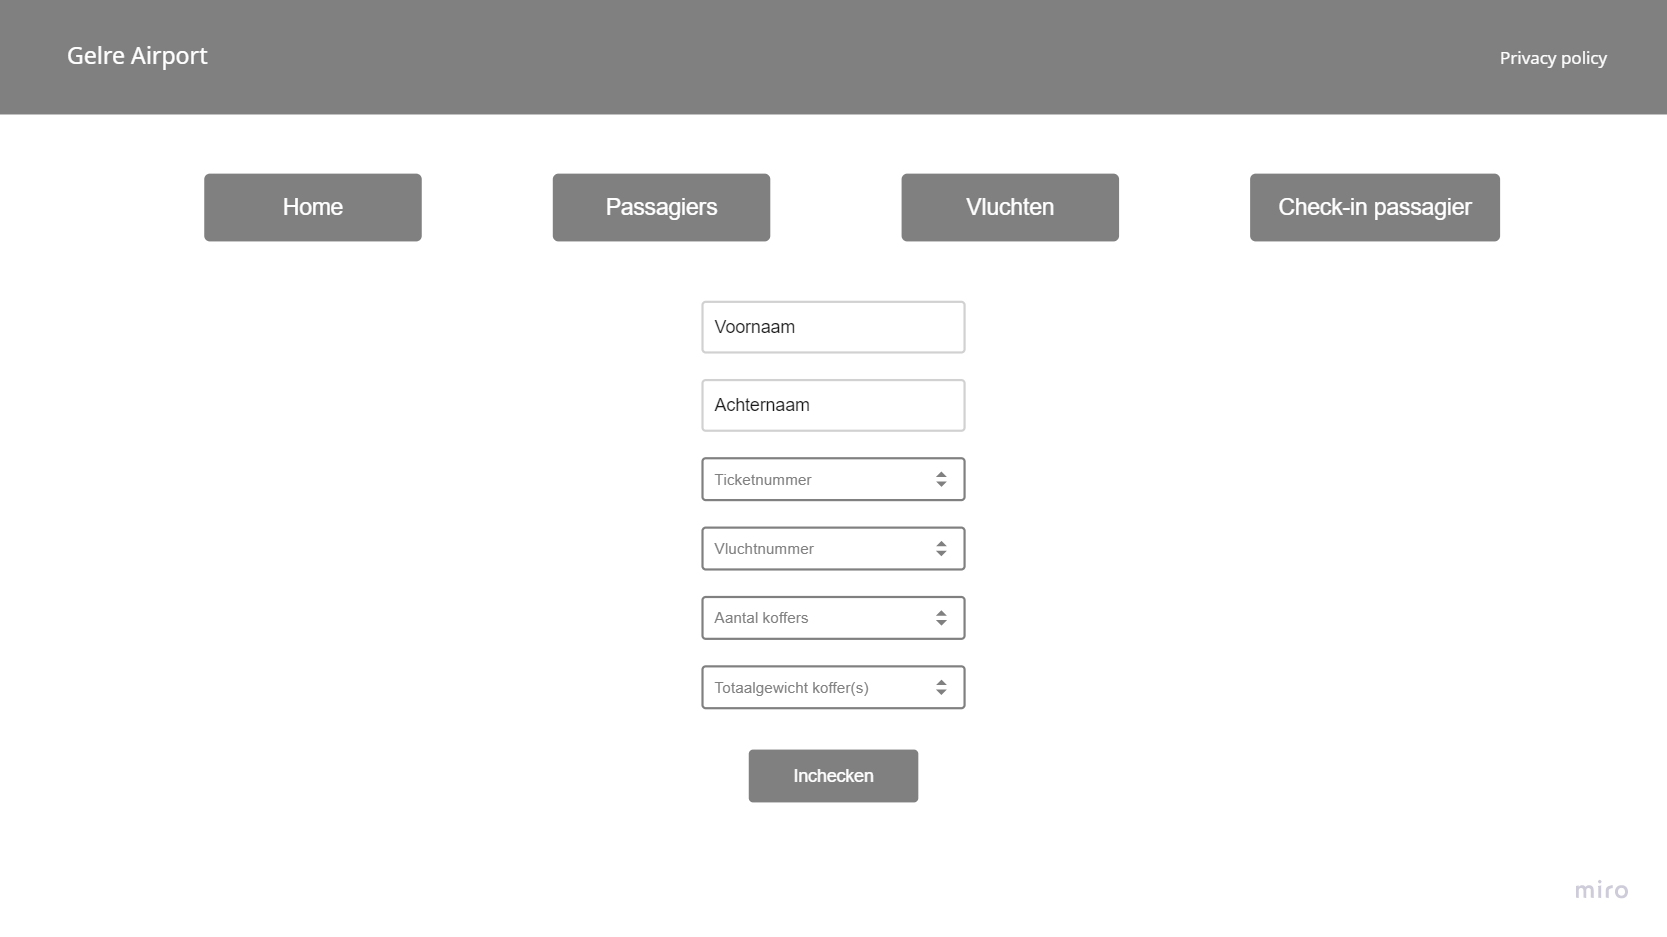 Gelre Airport
Privacy policy
Home
Passagiers
Vluchten
Check-in passagier
Voornaam
Achternaam
Ticketnummer
Vluchtnummer
Aantal koffers
Totaalgewicht koffer(s)
Inchecken
miro